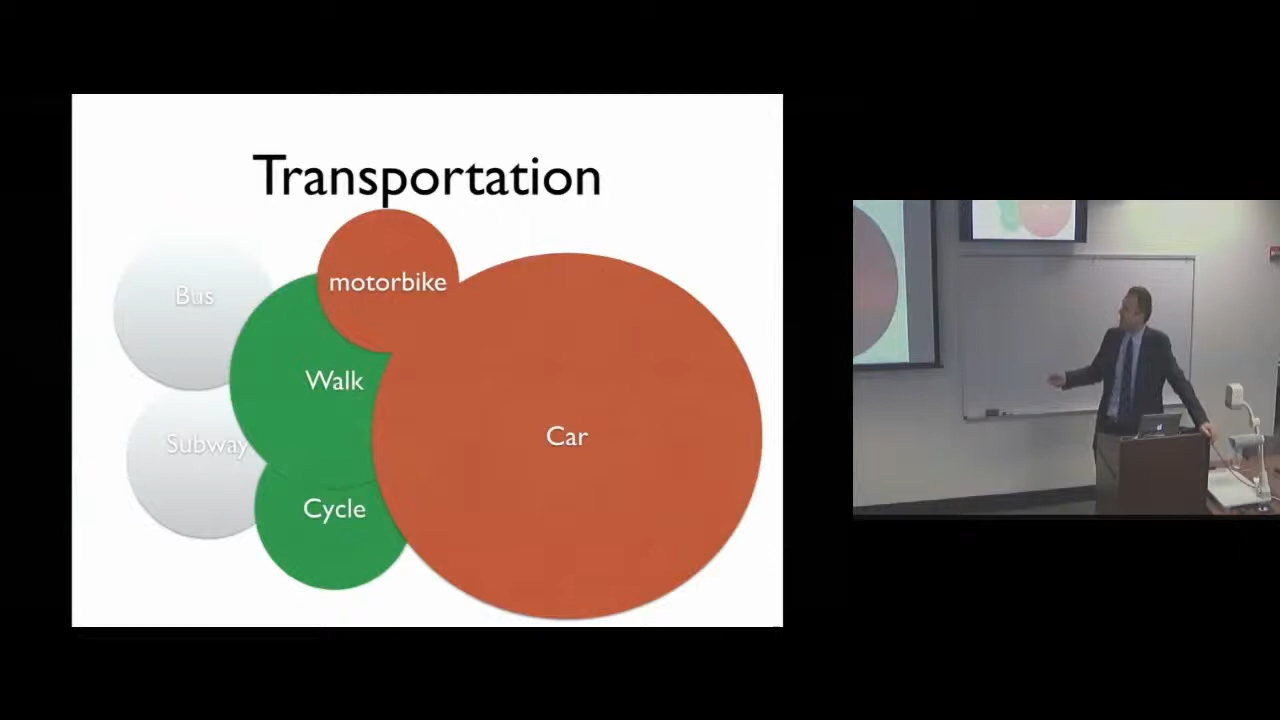 Transportation
motorbike
Bus
Walk
Car
Subway
Cycle